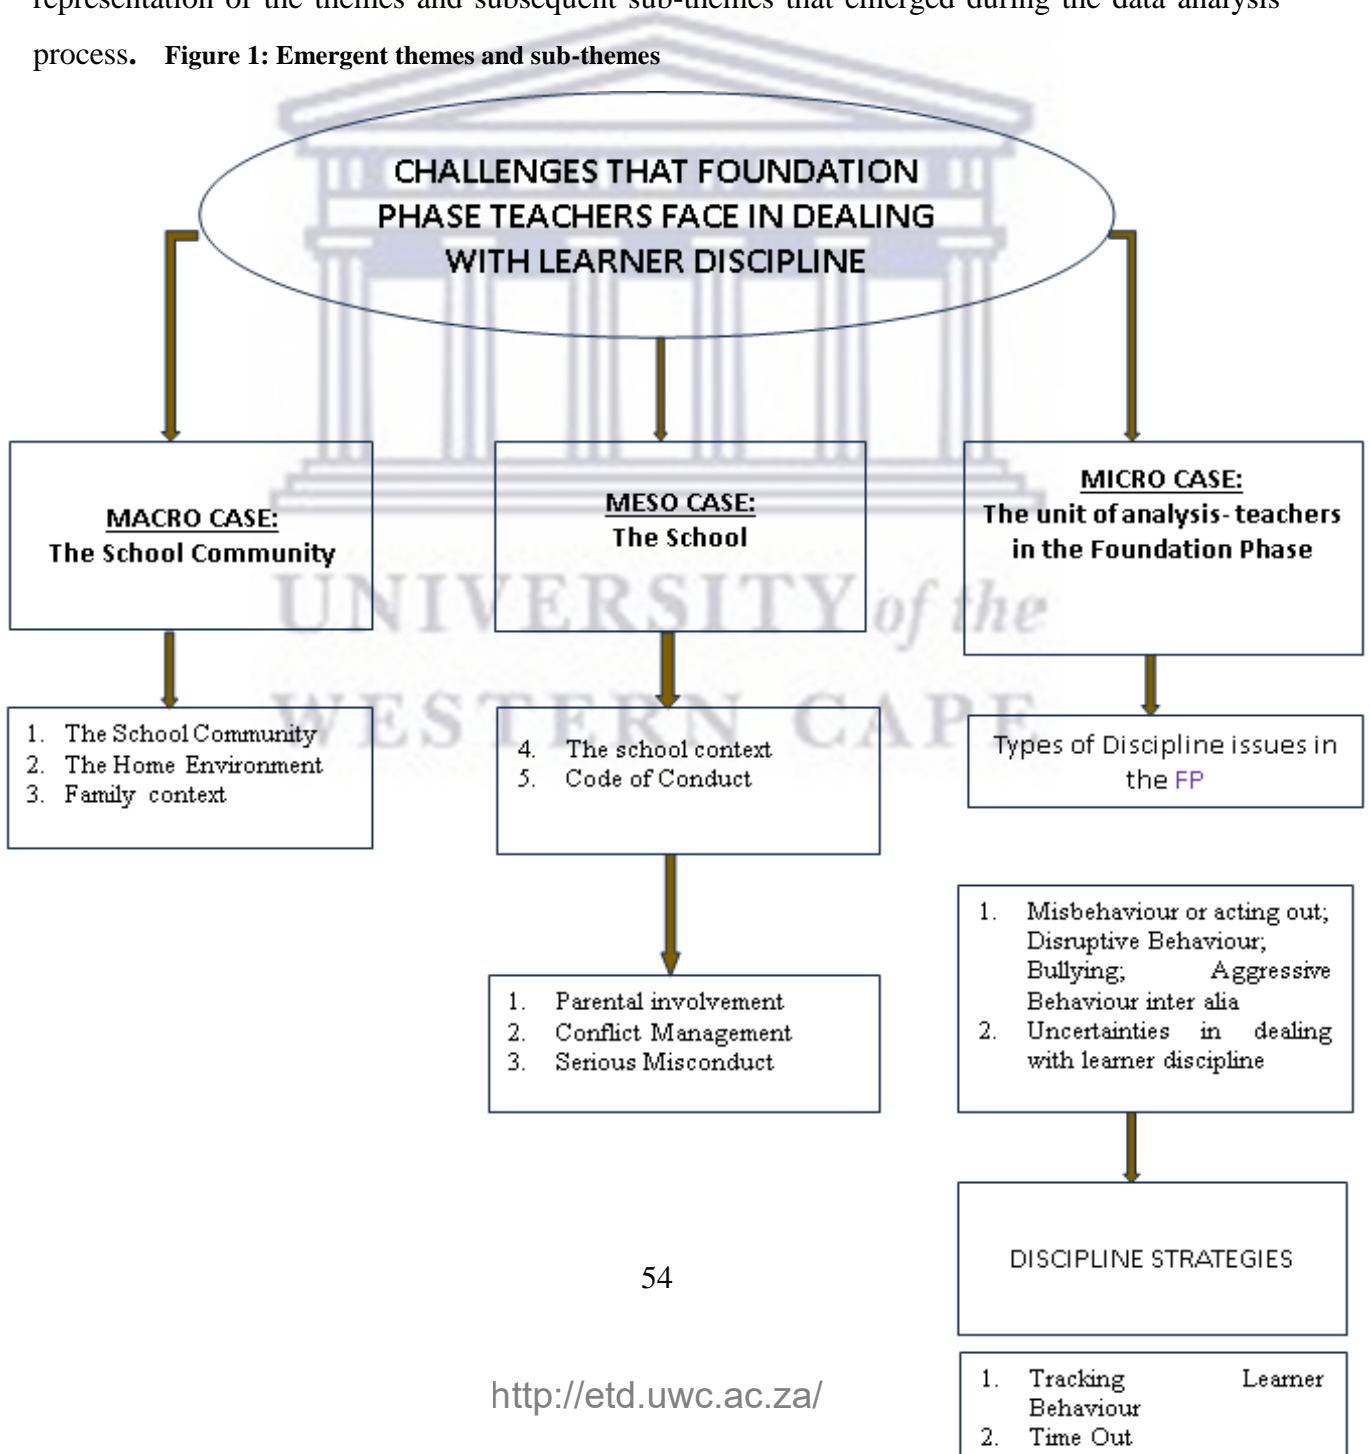 representation of the themes and subsequent sub-themes that emerged during the data analysis
process. Figure 1: Emergent themes and sub-themes
CHALLENGES THAT FOUNDATION
PHASE TEACHERS FACE IN DEALING
WITH LEARNER DISCIPLINE
MACRO CASE:
The School Community
MESO CASE:
The School
MICRO CASE:
The unit of analysis- teachers
in the Foundation Phase
UNIVERSITY of the
WESTERN CAPE
1. The School Community
2. The Home Environment
3. Family context
4. The school context
5. Code of Conduct
Types of Discipline issues in
the FP
1. Parental involvement
2. Conflict Management
3. Serious Misconduct
1. Misbehaviour or acting out;
Disruptive Behaviour;
Bullying; Aggressive
Behaviour inter alia
2. Uncertainties in dealing
with learner discipline
DISCIPLINE STRATEGIES
1. Tracking Learner
Behaviour
2. Time Out
54
http://etd.uwc.ac.za/